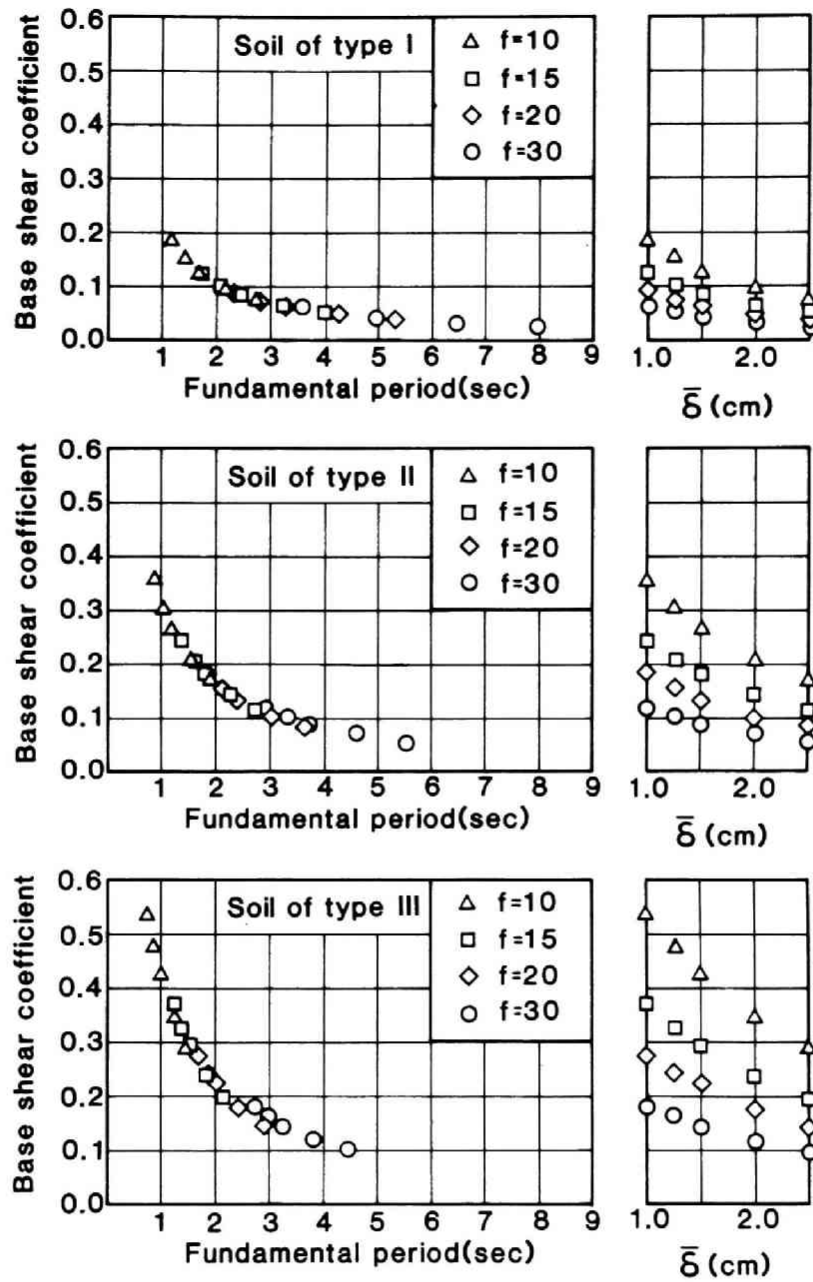 Soil of type I
f=10
f=15
f=20
f=30
Base shear coefficient
0.6
0.5
0.4
0.3
0.2
0.1
0.0
1 2 3 4 5 6 7 8 9
Fundamental period(sec)
1.0 2.0
δ̄ (cm)
Soil of type II
f=10
f=15
f=20
f=30
Base shear coefficient
0.6
0.5
0.4
0.3
0.2
0.1
0.0
1 2 3 4 5 6 7 8 9
Fundamental period(sec)
1.0 2.0
δ̄ (cm)
Soil of type III
f=10
f=15
f=20
f=30
Base shear coefficient
0.6
0.5
0.4
0.3
0.2
0.1
0.0
1 2 3 4 5 6 7 8 9
Fundamental period(sec)
1.0 2.0
δ̄ (cm)